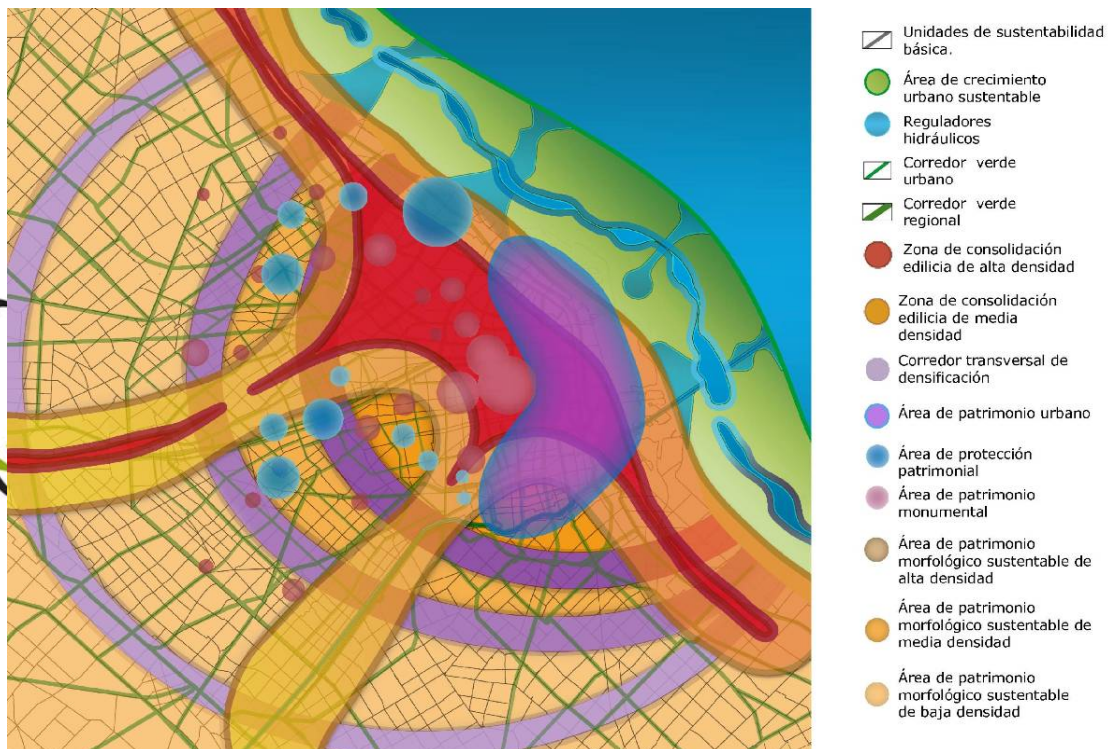 Unidades de sustentabilidad
básica.
Área de crecimiento
urbano sustentable
Reguladores
hidráulicos
Corredor verde
urbano
Corredor verde
regional
Zona de consolidación
edilicia de alta densidad
Zona de consolidación
edilicia de media
densidad
Corredor transversal de
densificación
Área de patrimonio urbano
Área de protección
patrimonial
Área de patrimonio
monumental
Área de patrimonio
morfológico sustentable de
alta densidad
Área de patrimonio
morfológico sustentable de
media densidad
Área de patrimonio
morfológico sustentable
de baja densidad